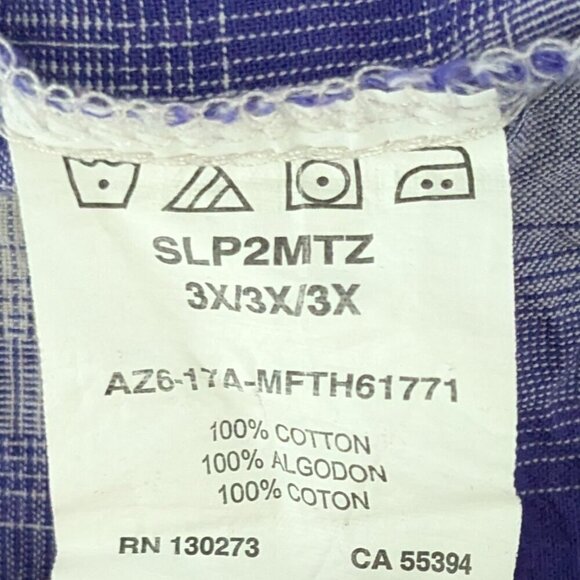 SLP2MTZ
3X/3X/3X
AZ6-17A-MFTH61771
100% COTTON
100% ALGODON
100% COTON
RN 130273
CA 55394